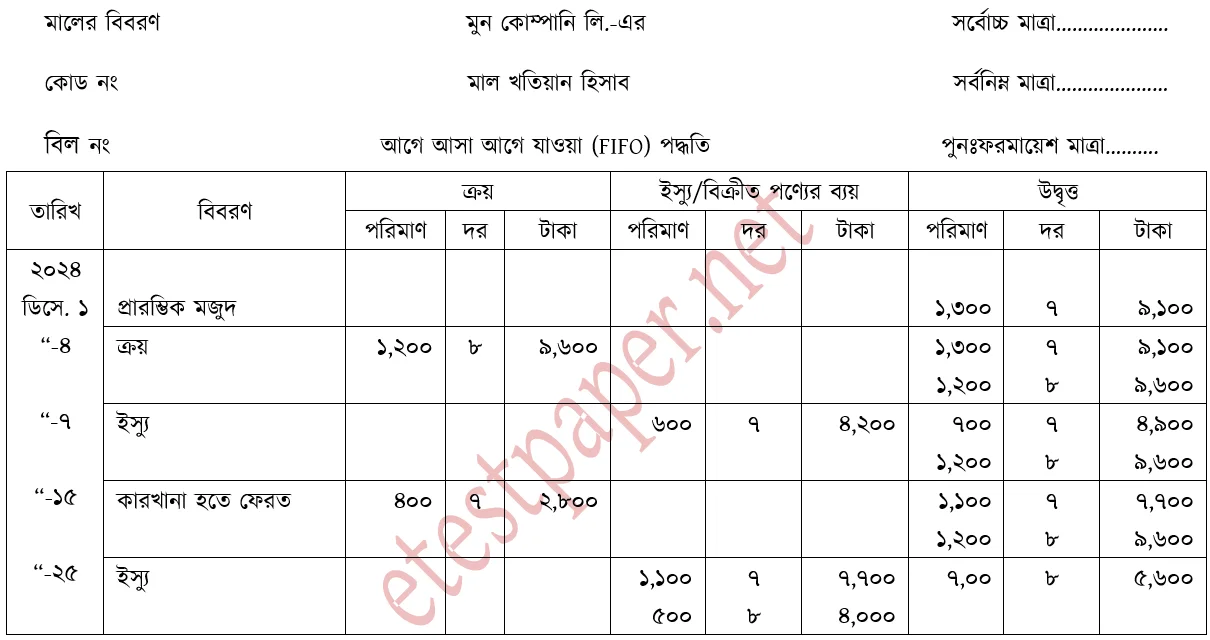 মালের বিবরণ মুন কোম্পানি লি.-এর সর্বোচ্চ মাত্রা.....................
কোড নং মাল খতিয়ান হিসাব সর্বনিম্ন মাত্রা.....................
বিল নং আগে আসা আগে যাওয়া (FIFO) পদ্ধতি পুনঃফরমায়েশ মাত্রা..........
তারিখ বিবরণ ক্রয় ইস্যু/বিক্রীত পণ্যের ব্যয় উদ্বৃত্ত
পরিমাণ দর টাকা পরিমাণ দর টাকা পরিমাণ দর টাকা
২০২৪
ডিসে. ১ প্রারম্ভিক মজুদ ১,৩০০ ৭ ৯,১০০
“-৪ ক্রয় ১,২০০ ৮ ৯,৬০০ ১,৩০০ ৭ ৯,১০০
১,২০০ ৮ ৯,৬০০
“-৭ ইস্যু ৬০০ ৭ ৪,২০০ ৭০০ ৭ ৪,৯০০
১,২০০ ৮ ৯,৬০০
“-১৫ কারখানা হতে ফেরত ৪০০ ৭ ২,৮০০ ১,১০০ ৭ ৭,৭০০
১,২০০ ৮ ৯,৬০০
“-২৫ ইস্যু ১,১০০ ৭ ৭,৭০০ ৭,০০ ৮ ৫,৬০০
৫০০ ৮ ৪,০০০
etestpaper.net